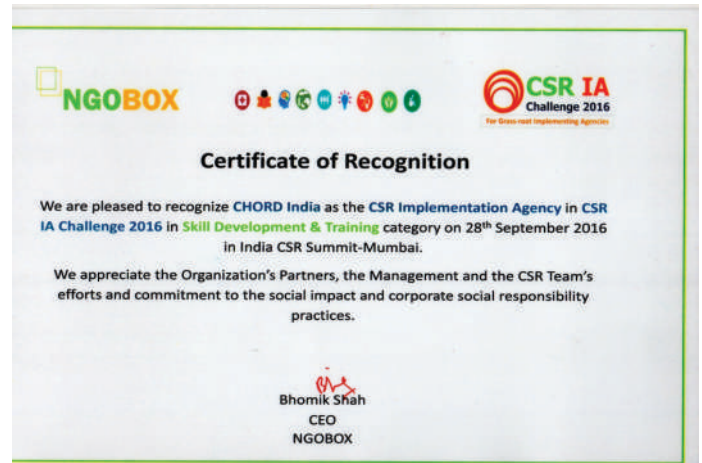 NGOBOX
CSR IA
Challenge 2016
For Grass-root Implementing Agencies
Certificate of Recognition
We are pleased to recognize CHORD India as the CSR Implementation Agency in CSR
IA Challenge 2016 in Skill Development & Training category on 28th September 2016
in India CSR Summit-Mumbai.
We appreciate the Organization's Partners, the Management and the CSR Team's
efforts and commitment to the social impact and corporate social responsibility
practices.
Bhomik Shah
CEO
NGOBOX